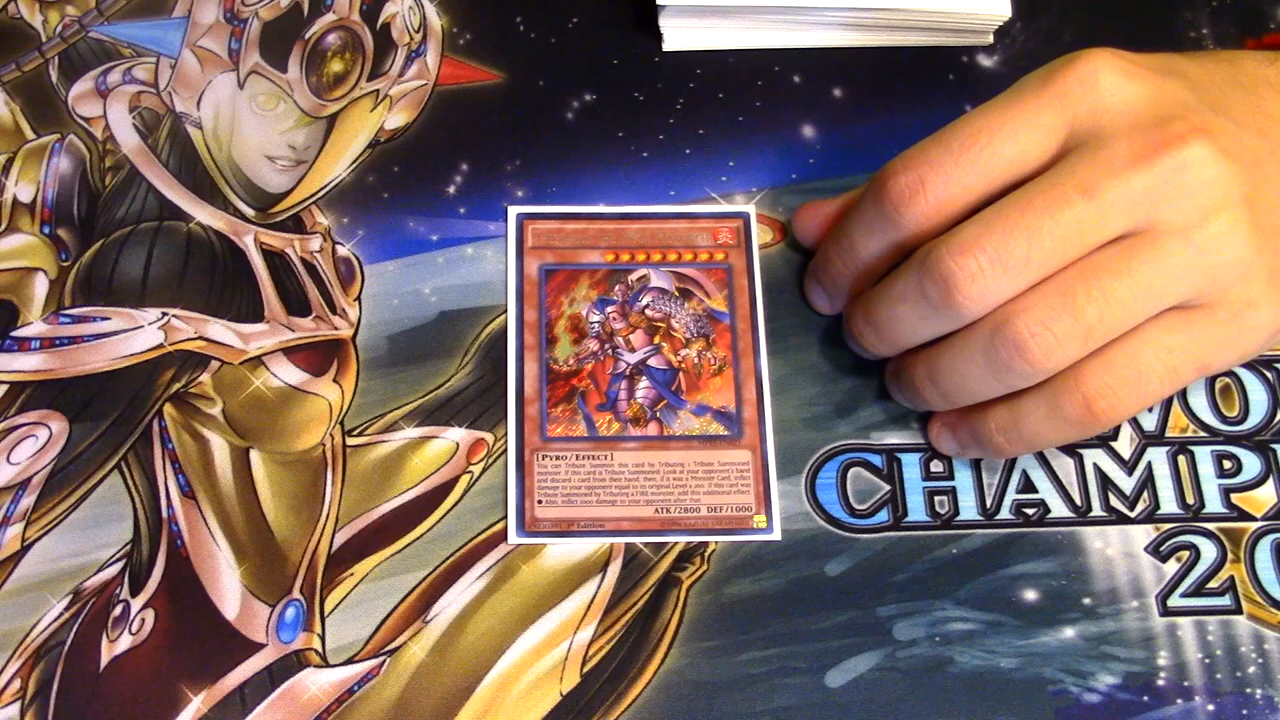 炎
[PYRO/EFFECT]
You can Tribute Summon this card by Tributing 1 Tribute Summoned
monster. If this card is Tribute Summoned: Look at your opponent's hand
and discard 1 card from their hand, then, if it was a Monster Card, inflict
damage to your opponent equal to its original Level x 200. If this card was
Tribute Summoned by Tributing a FIRE monster, add this additional effect.
● Also, inflict 1000 damage to your opponent after that
ATK/2800 DEF/1000
1st Edition
CHAMP